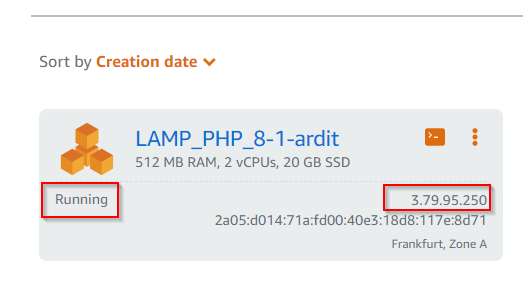 Sort by Creation date
LAMP_PHP_8-1-ardit
512 MB RAM, 2 vCPUs, 20 GB SSD
Running
3.79.95.250
2a05:d014:71a:fd00:40e3:18d8:117e:8d71
Frankfurt, Zone A